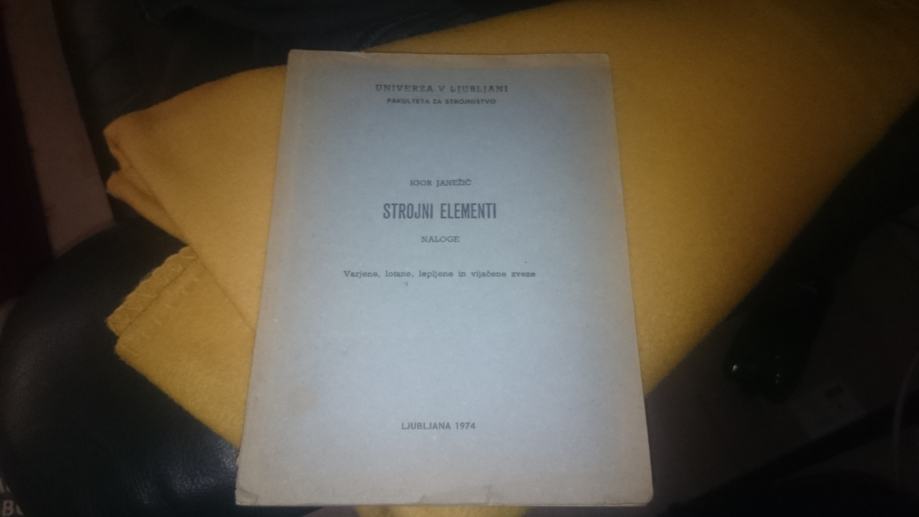 UNIVERZA V LJUBLJANI
FAKULTETA ZA STROJNIŠTVO
IGOR JANEŽIČ
STROJNI ELEMENTI
NALOGE
Varjene, lotane, lepljene in vijačene zveze
LJUBLJANA 1974